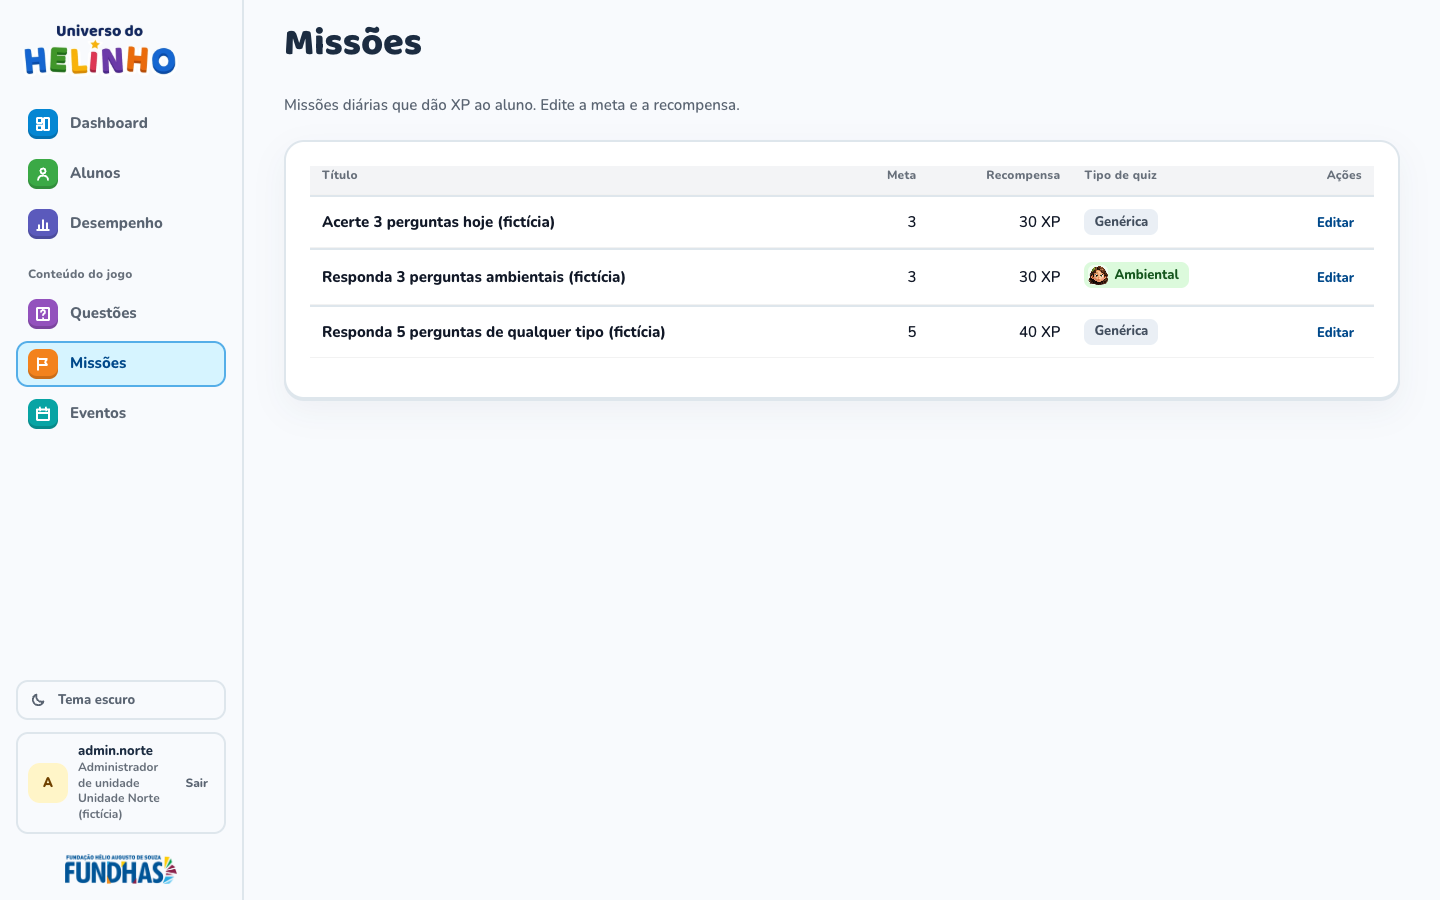 Universo do
HELINHO
Dashboard
Alunos
Desempenho
Conteúdo do jogo
Questões
Missões
Eventos
Tema escuro
A
admin.norte
Administrador
de unidade
Unidade Norte
(fictícia)
Sair
FUNDAÇÃO HÉLIO AUGUSTO DE SOUZA
FUNDHAS
Missões
Missões diárias que dão XP ao aluno. Edite a meta e a recompensa.
Título Meta Recompensa Tipo de quiz Ações
Acerte 3 perguntas hoje (fictícia) 3 30 XP Genérica Editar
Responda 3 perguntas ambientais (fictícia) 3 30 XP Ambiental Editar
Responda 5 perguntas de qualquer tipo (fictícia) 5 40 XP Genérica Editar